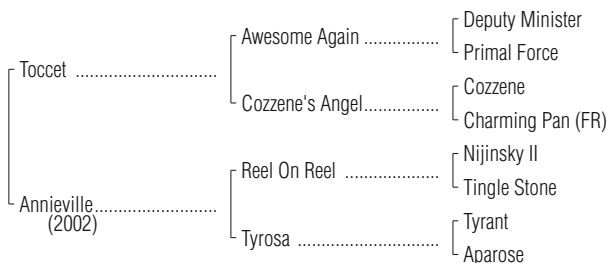 Deputy Minister
Awesome Again ..................
Primal Force
Toccet .................................
Cozzene
Cozzene's Angel..................
Charming Pan (FR)
Nijinsky II
Reel On Reel ......................
Tingle Stone
Annieville............................
(2002)
Tyrant
Tyrosa .................................
Aparose